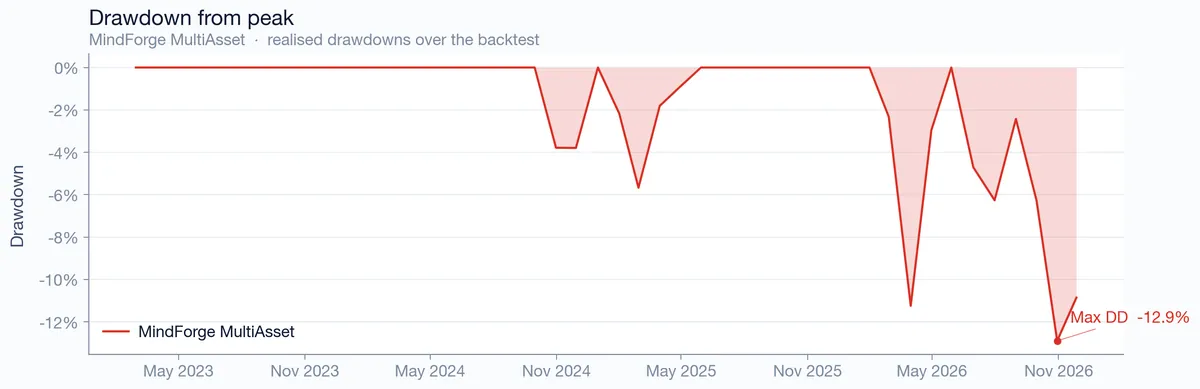 Drawdown from peak
MindForge MultiAsset · realised drawdowns over the backtest
Drawdown
0%
-2%
-4%
-6%
-8%
-10%
-12%
MindForge MultiAsset
Max DD -12.9%
May 2023 Nov 2023 May 2024 Nov 2024 May 2025 Nov 2025 May 2026 Nov 2026